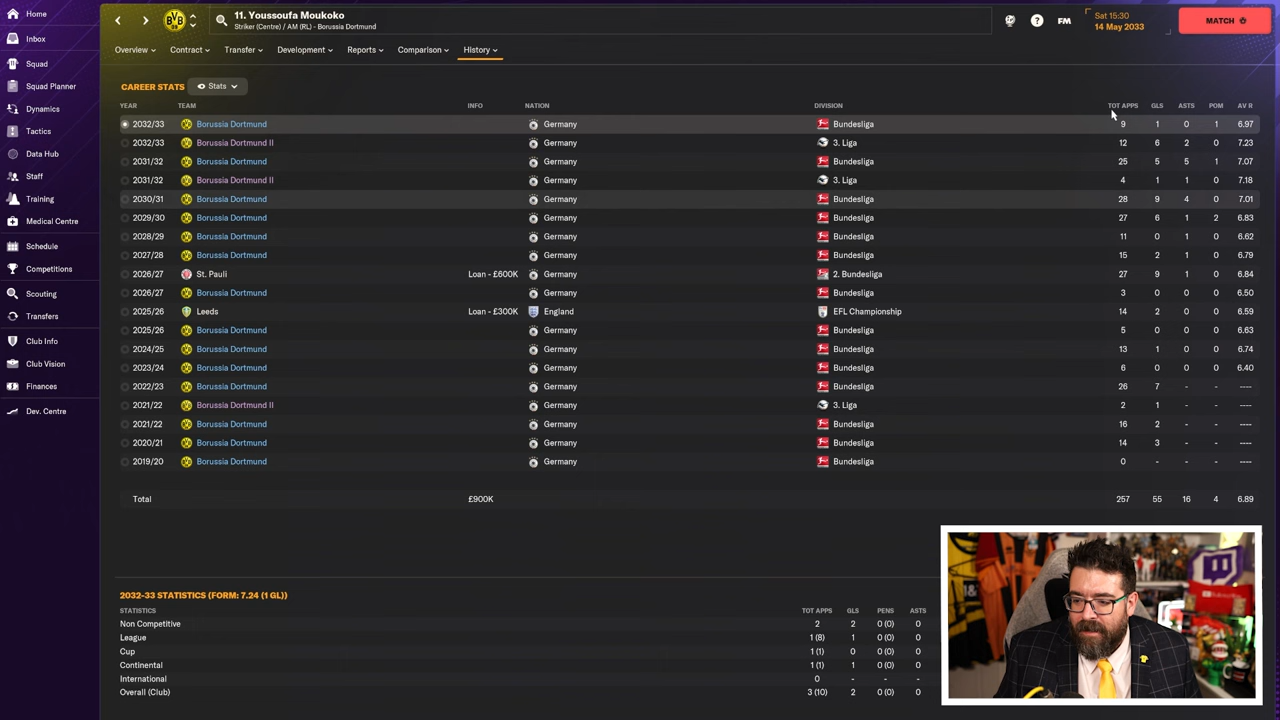 Home
Inbox
Squad
Squad Planner
Dynamics
Tactics
Data Hub
Staff
Training
Medical Centre
Schedule
Competitions
Scouting
Transfers
Club Info
Club Vision
Finances
Dev. Centre
BVB 09
11. Youssoufa Moukoko
Striker (Centre) / AM (RL) - Borussia Dortmund
? FM
Sat 15:30
14 May 2033
MATCH
Overview Contract Transfer Development Reports Comparison History
CAREER STATS Stats
YEAR TEAM INFO NATION DIVISION TOT APPS GLS ASTS POM AV R
2032/33 Borussia Dortmund Germany Bundesliga 9 1 0 1 6.97
2032/33 Borussia Dortmund II Germany 3. Liga 12 6 2 0 7.23
2031/32 Borussia Dortmund Germany Bundesliga 25 5 5 1 7.07
2031/32 Borussia Dortmund II Germany 3. Liga 4 1 1 0 7.18
2030/31 Borussia Dortmund Germany Bundesliga 28 9 4 0 7.01
2029/30 Borussia Dortmund Germany Bundesliga 27 6 1 2 6.83
2028/29 Borussia Dortmund Germany Bundesliga 11 0 1 0 6.62
2027/28 Borussia Dortmund Germany Bundesliga 15 2 1 0 6.79
2026/27 St. Pauli Loan - £600K Germany 2. Bundesliga 27 9 1 0 6.84
2026/27 Borussia Dortmund Germany Bundesliga 3 0 0 0 6.50
2025/26 Leeds Loan - £300K England EFL Championship 14 2 0 0 6.59
2025/26 Borussia Dortmund Germany Bundesliga 5 0 1 0 6.63
2024/25 Borussia Dortmund Germany Bundesliga 13 1 0 0 6.74
2023/24 Borussia Dortmund Germany Bundesliga 6 0 0 0 6.40
2022/23 Borussia Dortmund Germany Bundesliga 26 7 - - ----
2021/22 Borussia Dortmund II Germany 3. Liga 2 1 - - ----
2021/22 Borussia Dortmund Germany Bundesliga 16 2 - - ----
2020/21 Borussia Dortmund Germany Bundesliga 14 3 - - ----
2019/20 Borussia Dortmund Germany Bundesliga 0 - - - ----
Total £900K 257 55 16 4 6.89
2032-33 STATISTICS (FORM: 7.24 (1 GL))
STATISTICS TOT APPS GLS PENS ASTS
Non Competitive 2 2 0 (0) 0
League 1 (8) 1 0 (0) 0
Cup 1 (1) 0 0 (0) 0
Continental 1 (1) 1 0 (0) 0
International 0 - - -
Overall (Club) 3 (10) 2 0 (0) 0